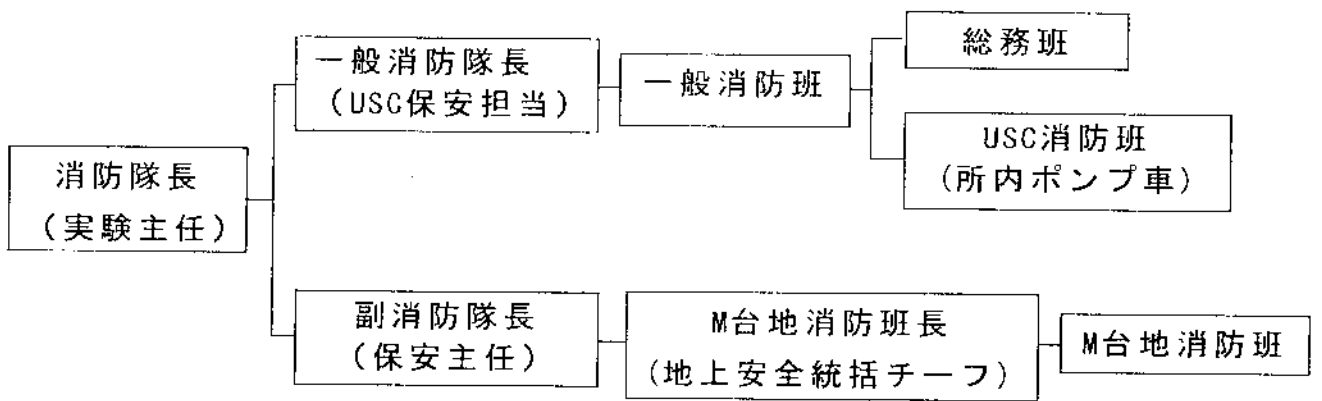 消防隊長
（実験主任）
一般消防隊長
（USC保安担当）
一般消防班
総務班
USC消防班
（所内ポンプ車）
副消防隊長
（保安主任）
M台地消防班長
（地上安全統括チーフ）
M台地消防班